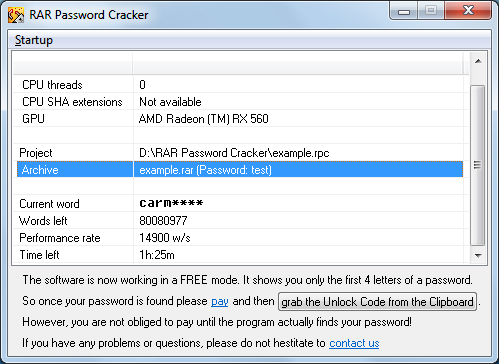 RAR Password Cracker
Startup
CPU threads 0
CPU SHA extensions Not available
GPU AMD Radeon (TM) RX 560
Project D:\RAR Password Cracker\example.rpc
Archive example.rar (Password: test)
Current word carm****
Words left 80080977
Performance rate 14900 w/s
Time left 1h:25m
The software is now working in a FREE mode. It shows you only the first 4 letters of a password.
So once your password is found please pay and then grab the Unlock Code from the Clipboard.
However, you are not obliged to pay until the program actually finds your password!
If you have any problems or questions, please do not hestitate to contact us